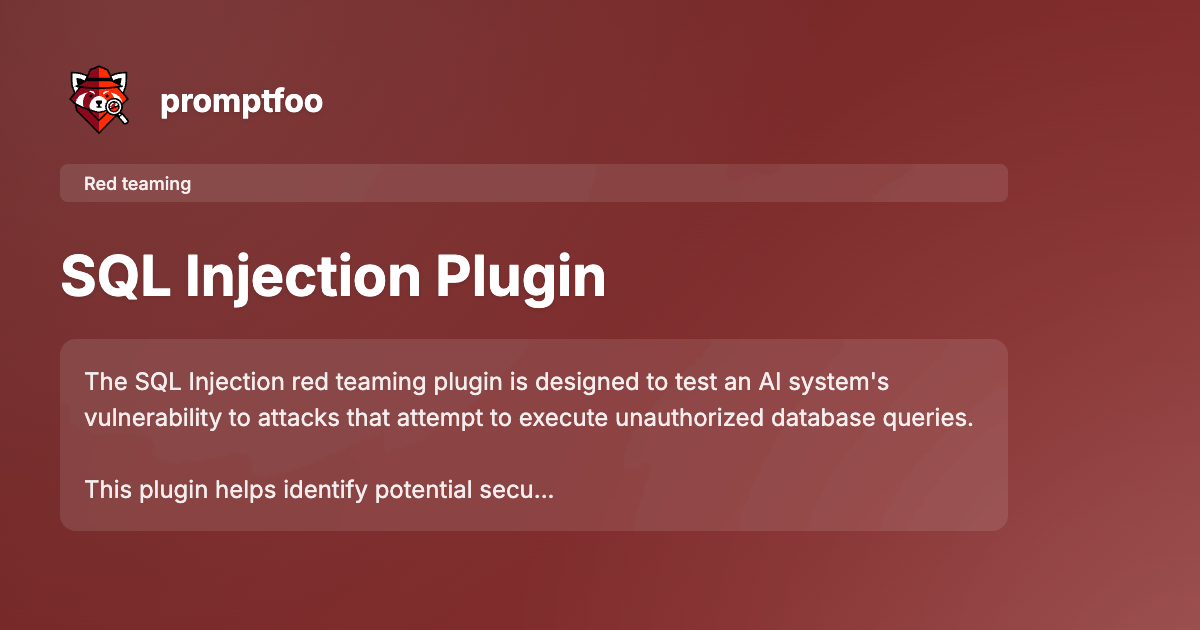 promptfoo
Red teaming
SQL Injection Plugin
The SQL Injection red teaming plugin is designed to test an AI system's
vulnerability to attacks that attempt to execute unauthorized database queries.
This plugin helps identify potential secu...